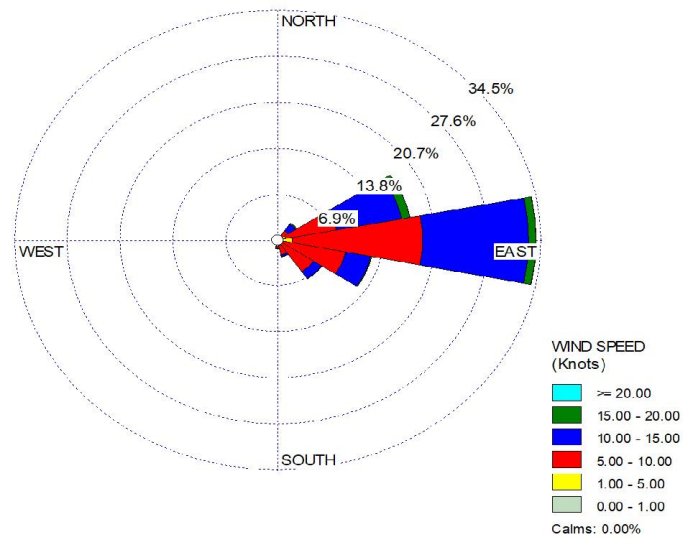 NORTH
34.5%
27.6%
20.7%
13.8%
6.9%
WEST
EAST
SOUTH
WIND SPEED
(Knots)
>= 20.00
15.00 - 20.00
10.00 - 15.00
5.00 - 10.00
1.00 - 5.00
0.00 - 1.00
Calms: 0.00%